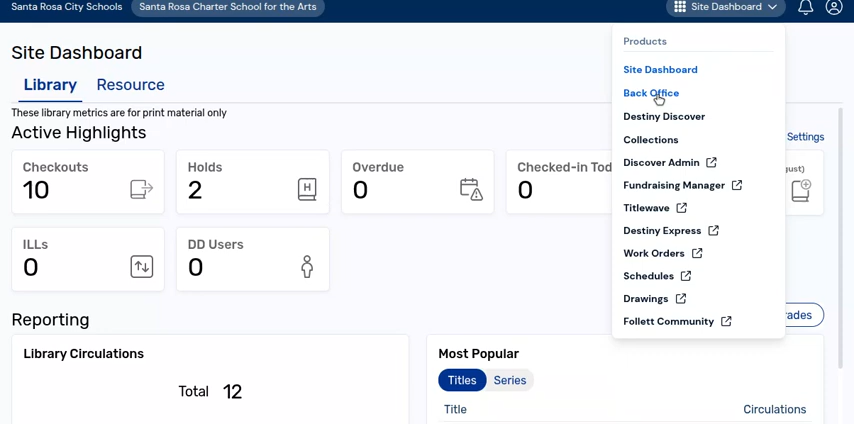 Santa Rosa City Schools Santa Rosa Charter School for the Arts Site Dashboard
Products
Site Dashboard
Back Office
Destiny Discover
Collections
Discover Admin
Fundraising Manager
Titlewave
Destiny Express
Work Orders
Schedules
Drawings
Follett Community
Site Dashboard
Library Resource
These library metrics are for print material only
Active Highlights
Settings
Checkouts
10
Holds
H
2
Overdue
0
Checked-in Tod
0
gust)
ILLs
0
DD Users
0
Reporting
ades
Library Circulations
Total 12
Most Popular
Titles Series
Title Circulations